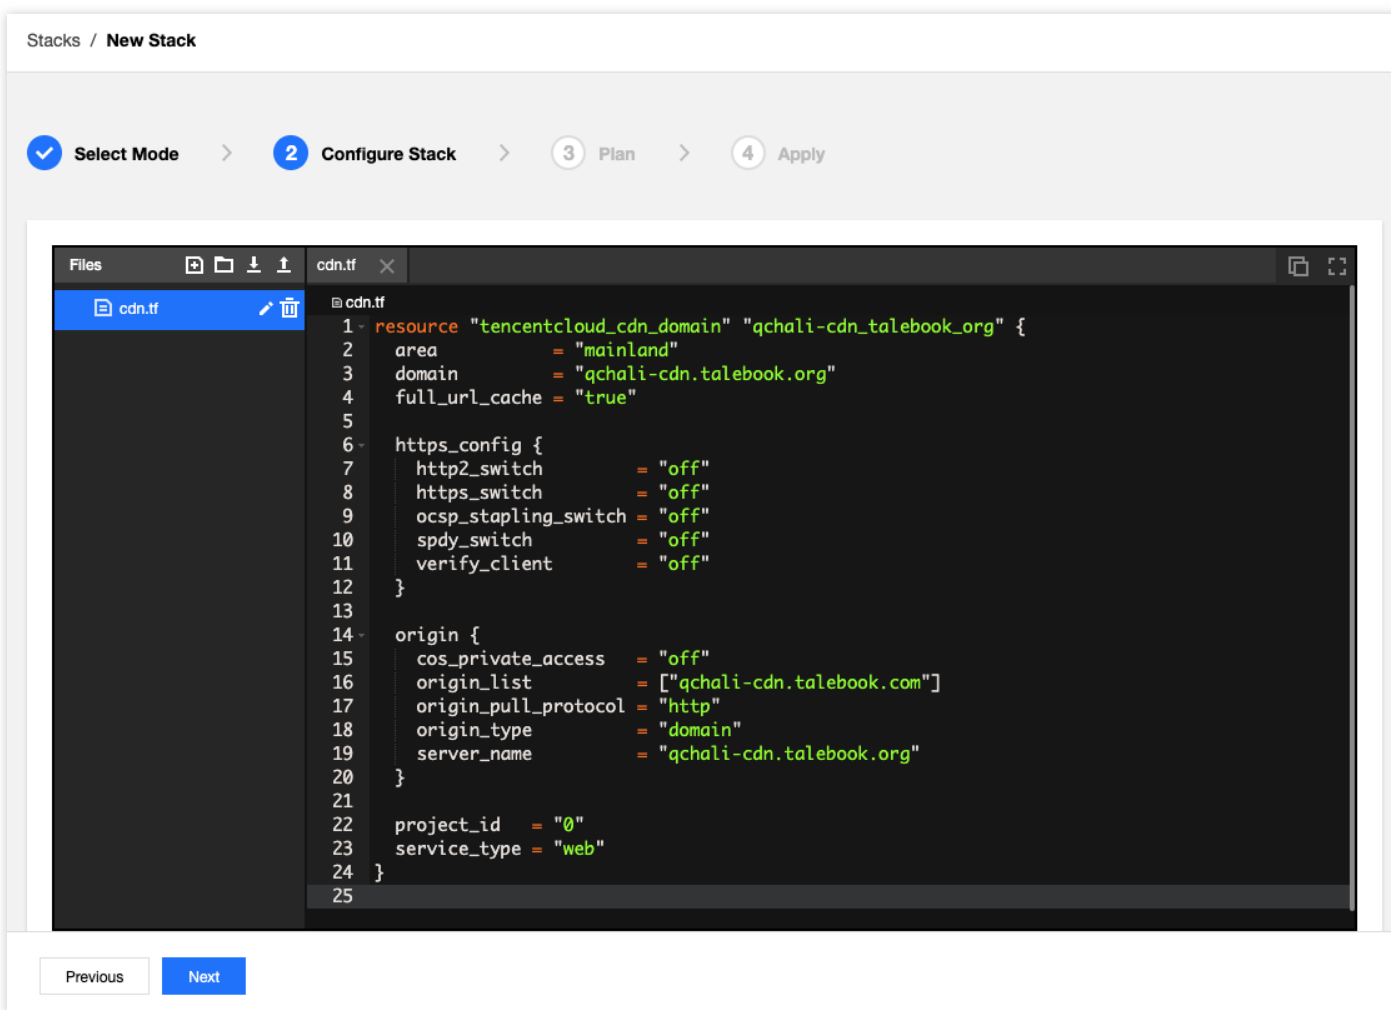 Stacks / New Stack
Select Mode > 2 Configure Stack > 3 Plan > 4 Apply
Files
cdn.tf
cdn.tf
cdn.tf
1 resource "tencentcloud_cdn_domain" "qchali-cdn_talebook_org" {
2 area = "mainland"
3 domain = "qchali-cdn.talebook.org"
4 full_url_cache = "true"
5
6 https_config {
7 http2_switch = "off"
8 https_switch = "off"
9 ocsp_stapling_switch = "off"
10 spdy_switch = "off"
11 verify_client = "off"
12 }
13
14 origin {
15 cos_private_access = "off"
16 origin_list = ["qchali-cdn.talebook.com"]
17 origin_pull_protocol = "http"
18 origin_type = "domain"
19 server_name = "qchali-cdn.talebook.org"
20 }
21
22 project_id = "0"
23 service_type = "web"
24 }
25
Previous
Next